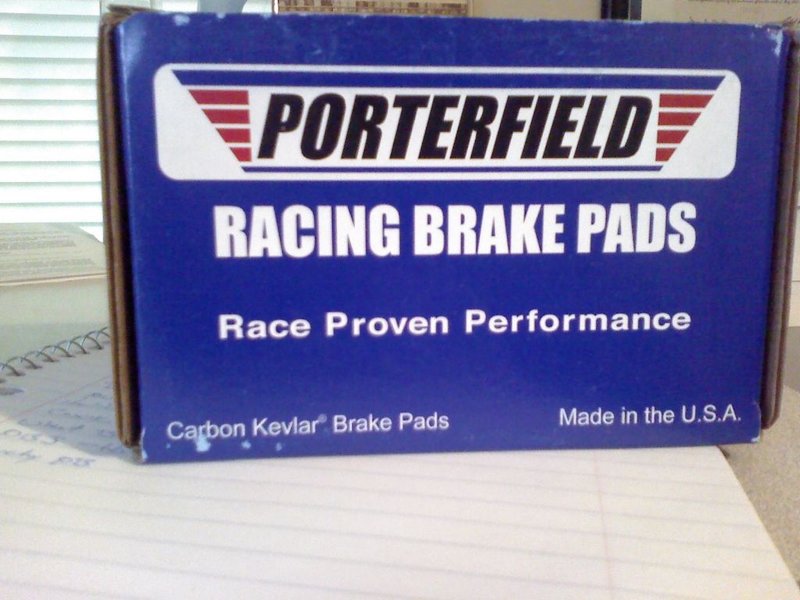 PORTERFIELD
RACING BRAKE PADS
Race Proven Performance
Carbon Kevlar® Brake Pads
Made in the U.S.A.